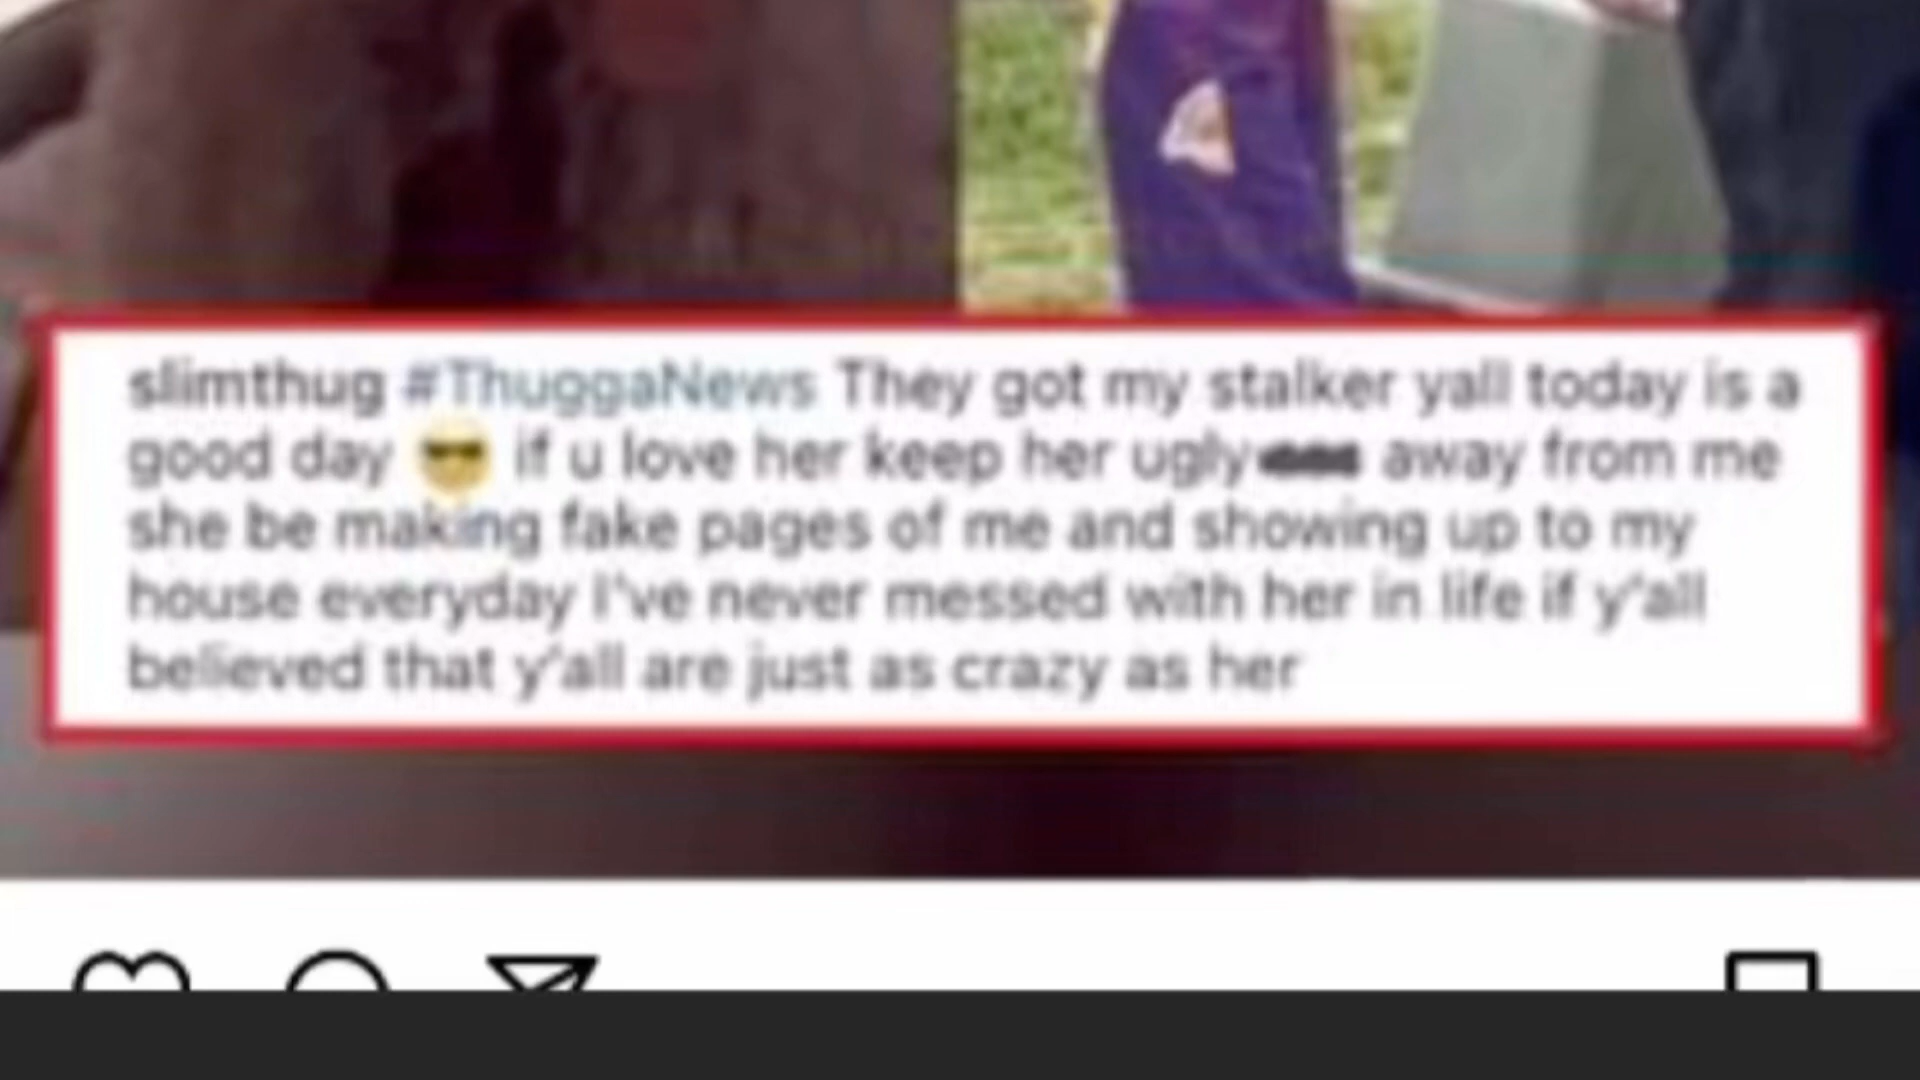 slimthug #ThuggaNews They got my stalker yall today is a
good day 😎 if u love her keep her ugly away from me
she be making fake pages of me and showing up to my
house everyday I've never messed with her in life if y'all
believed that y'all are just as crazy as her